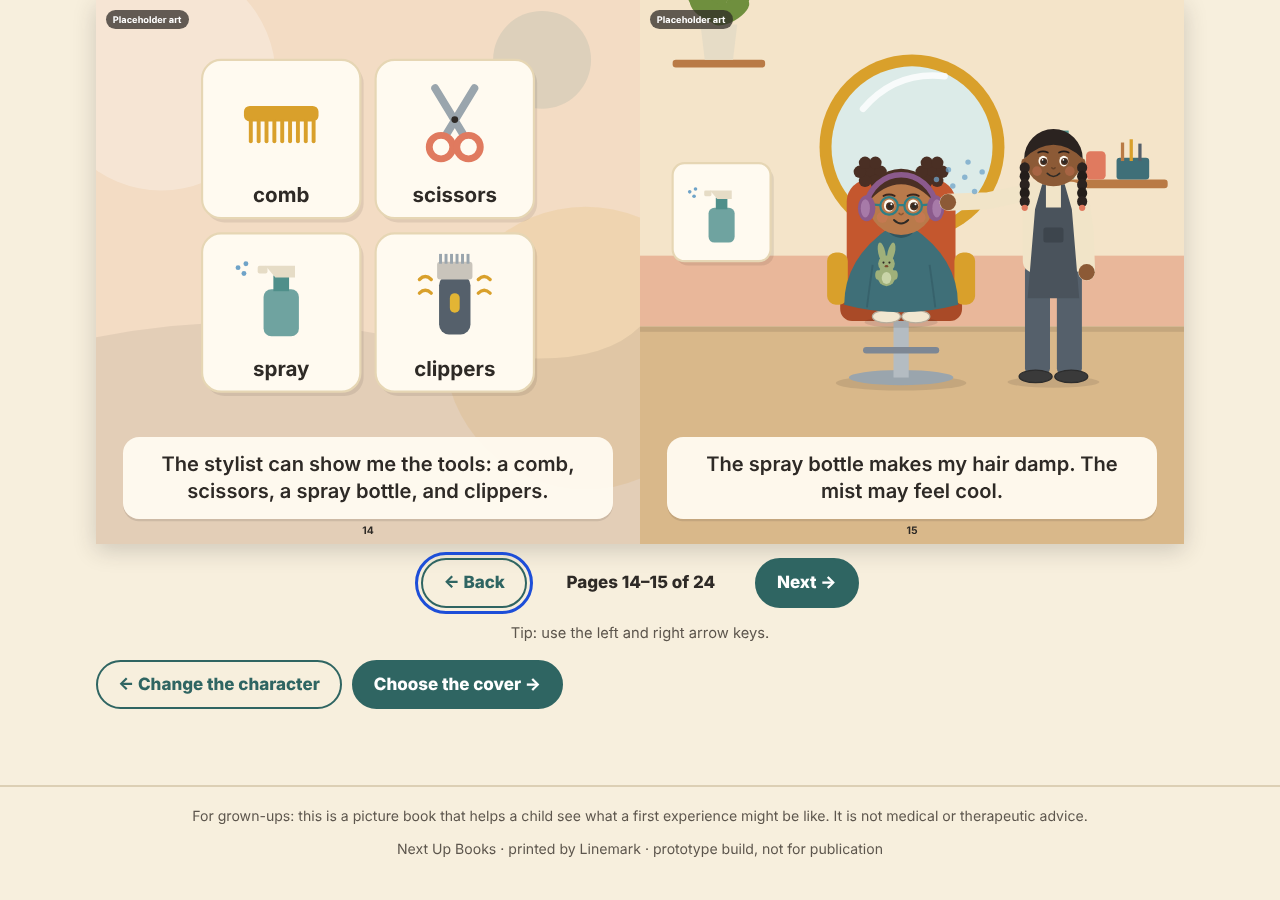 Placeholder art
comb
scissors
spray
clippers
The stylist can show me the tools: a comb,
scissors, a spray bottle, and clippers.
14
Placeholder art
The spray bottle makes my hair damp. The
mist may feel cool.
15
← Back
Pages 14–15 of 24
Next →
Tip: use the left and right arrow keys.
← Change the character
Choose the cover →
For grown-ups: this is a picture book that helps a child see what a first experience might be like. It is not medical or therapeutic advice.
Next Up Books · printed by Linemark · prototype build, not for publication